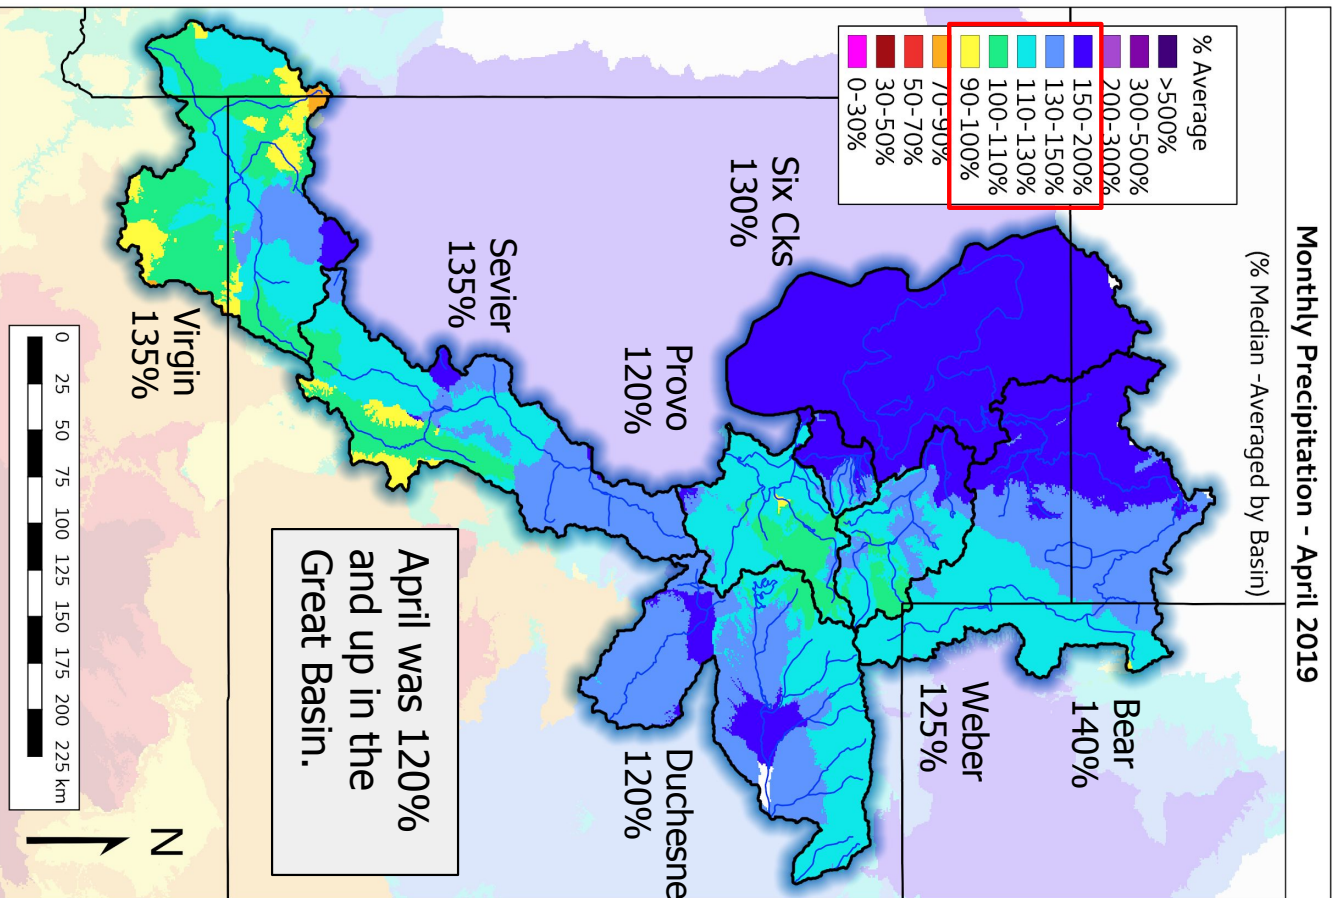 Monthly Precipitation - April 2019
(% Median -Averaged by Basin)
% Average
>500%
300-500%
200-300%
150-200%
130-150%
110-130%
100-110%
90-100%
70-90%
50-70%
30-50%
0-30%
Bear
140%
Weber
125%
Six Cks
130%
Provo
120%
Duchesne
120%
Sevier
135%
Virgin
135%
April was 120%
and up in the
Great Basin.
N
0 25 50 75 100 125 150 175 200 225 km